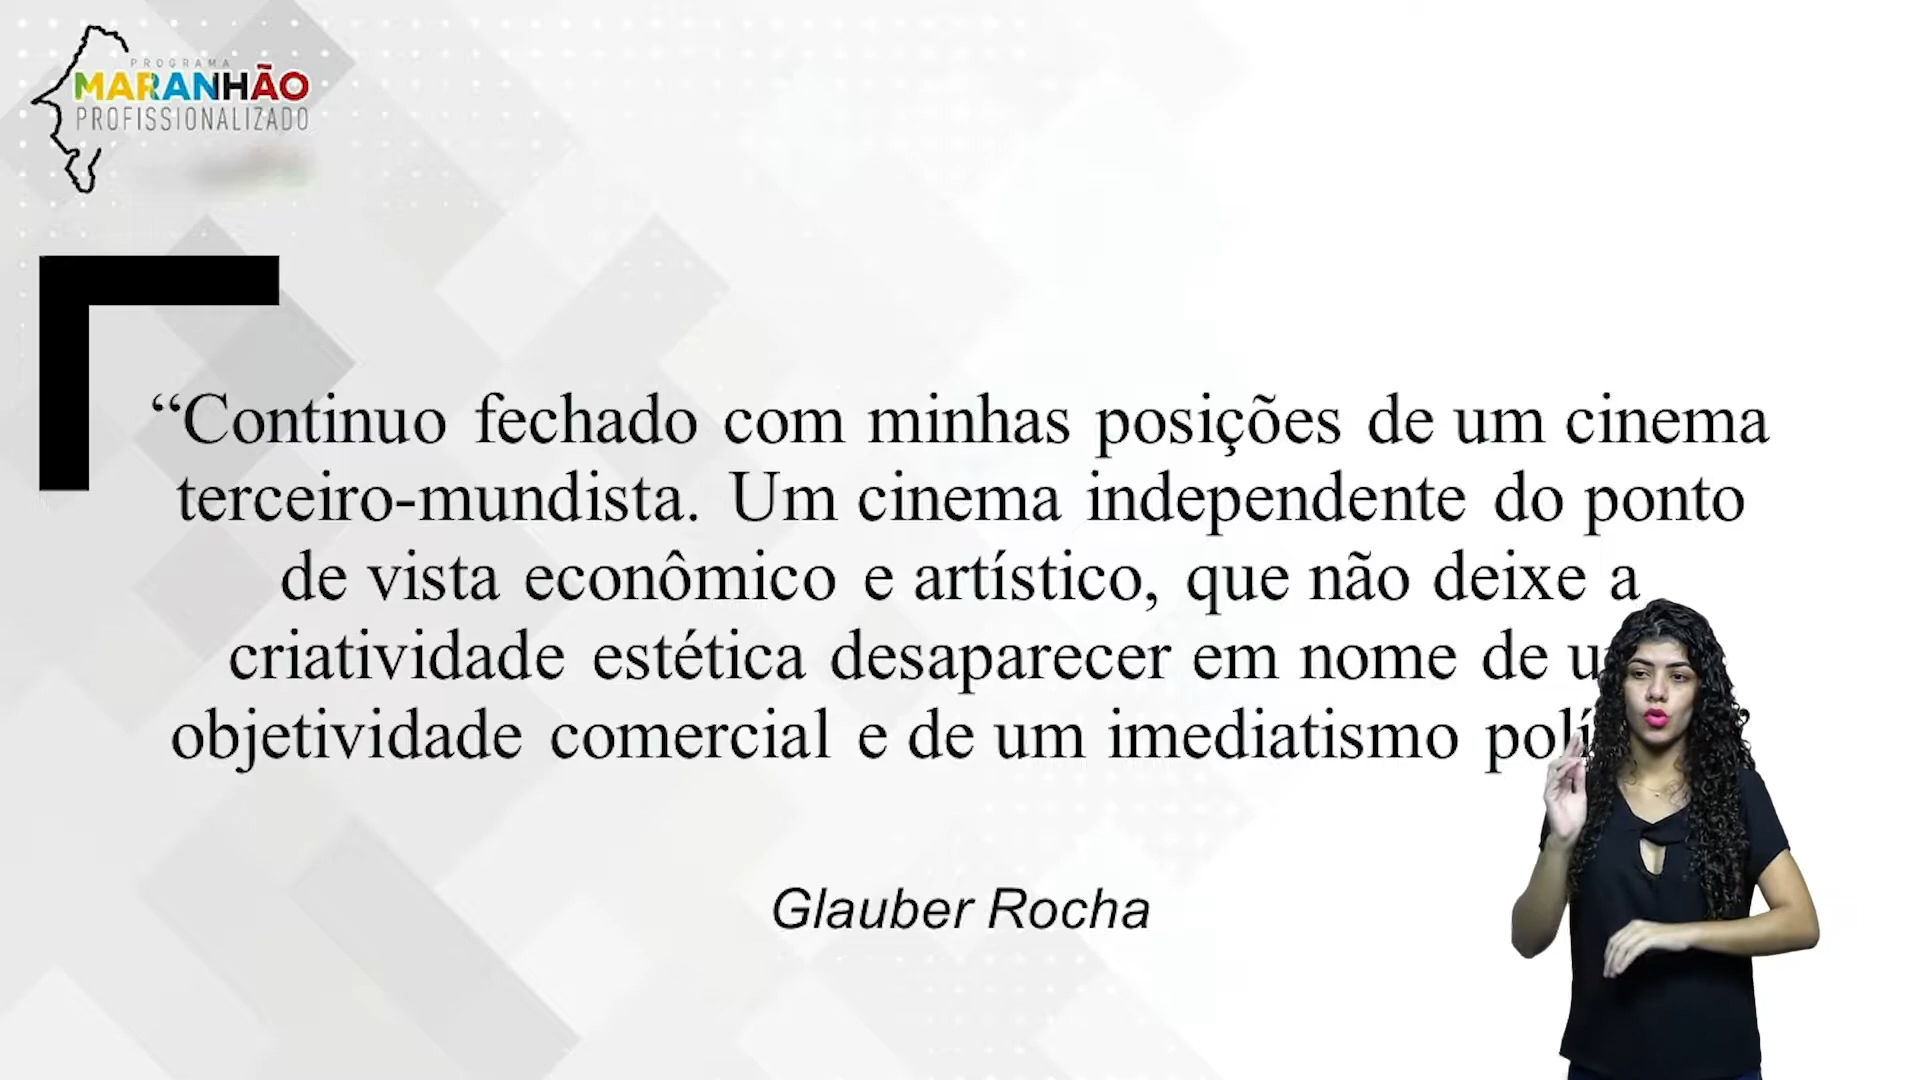 PROGRAMA
MARANHÃO
PROFISSIONALIZADO
“Continuo fechado com minhas posições de um cinema
terceiro-mundista. Um cinema independente do ponto
de vista econômico e artístico, que não deixe a
criatividade estética desaparecer em nome de
objetividade comercial e de um imediatismo
Glauber Rocha